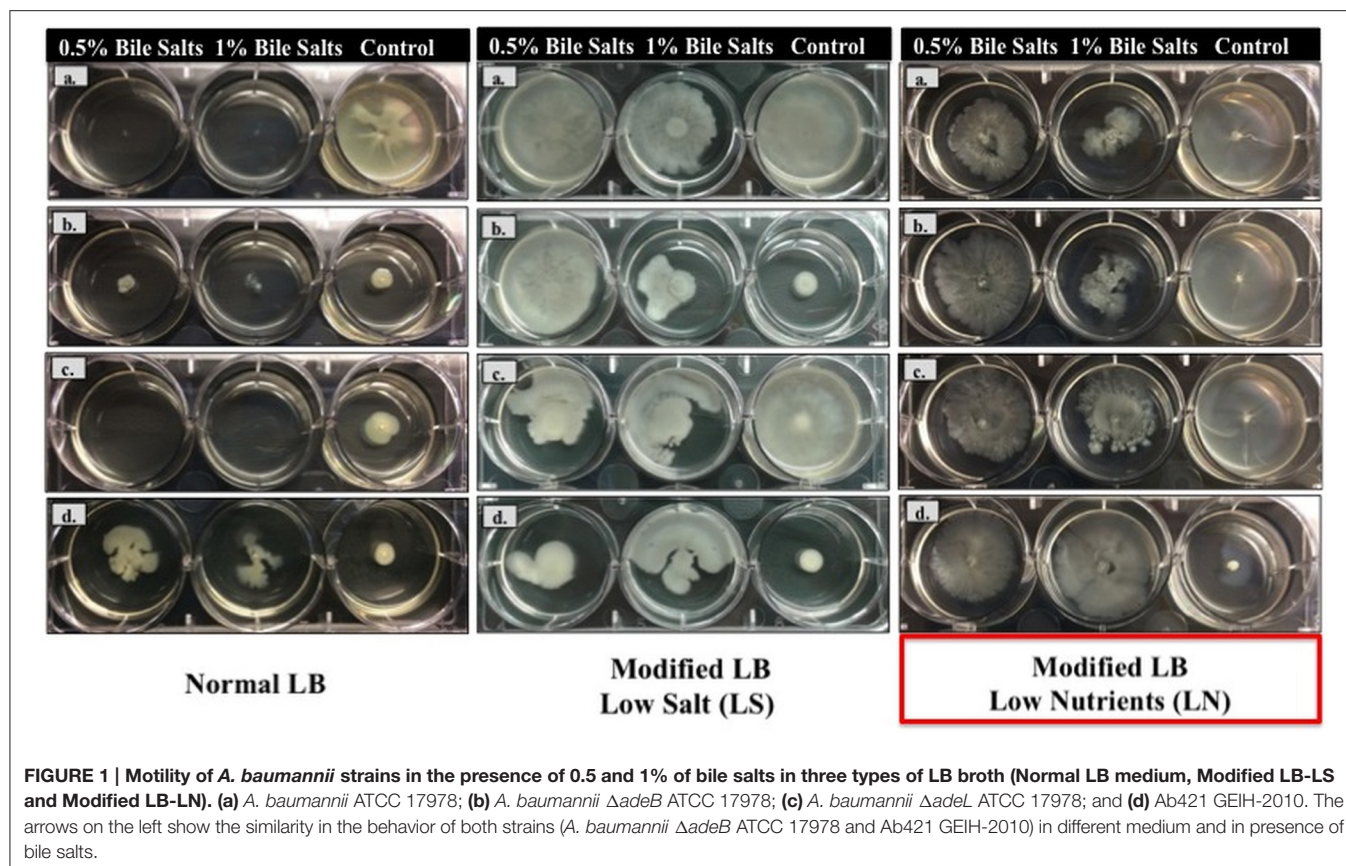 0.5% Bile Salts 1% Bile Salts Control
a.
b.
c.
d.
Normal LB
0.5% Bile Salts 1% Bile Salts Control
a.
b.
c.
d.
Modified LB
Low Salt (LS)
0.5% Bile Salts 1% Bile Salts Control
a.
b.
c.
d.
Modified LB
Low Nutrients (LN)
FIGURE 1 | Motility of A. baumannii strains in the presence of 0.5 and 1% of bile salts in three types of LB broth (Normal LB medium, Modified LB-LS
and Modified LB-LN). (a) A. baumannii ATCC 17978; (b) A. baumannii ΔadeB ATCC 17978; (c) A. baumannii ΔadeL ATCC 17978; and (d) Ab421 GEIH-2010. The
arrows on the left show the similarity in the behavior of both strains (A. baumannii ΔadeB ATCC 17978 and Ab421 GEIH-2010) in different medium and in presence of
bile salts.